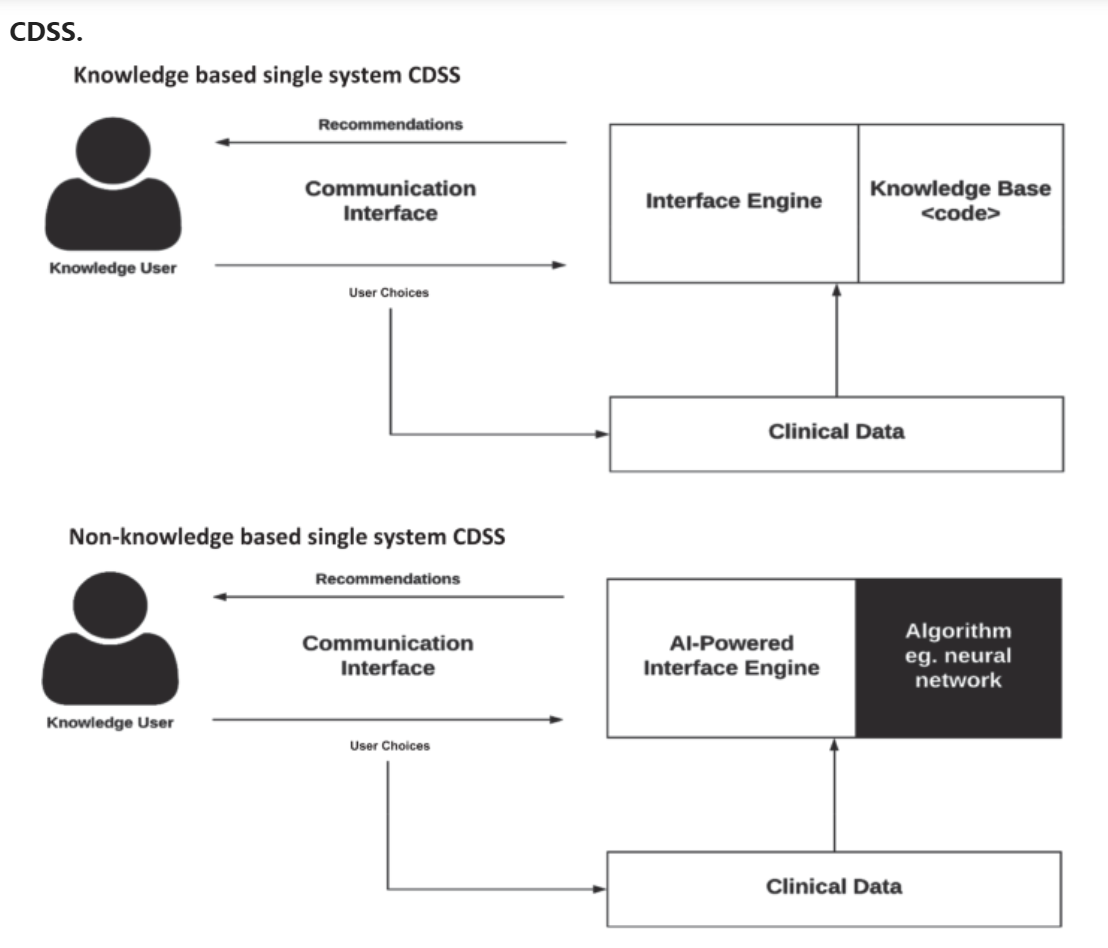 CDSS.
Knowledge based single system CDSS
Recommendations
Communication
Interface
Knowledge User
User Choices
Interface Engine
Knowledge Base
<code>
Clinical Data
Non-knowledge based single system CDSS
Recommendations
Communication
Interface
Knowledge User
User Choices
AI-Powered
Interface Engine
Algorithm
eg. neural
network
Clinical Data